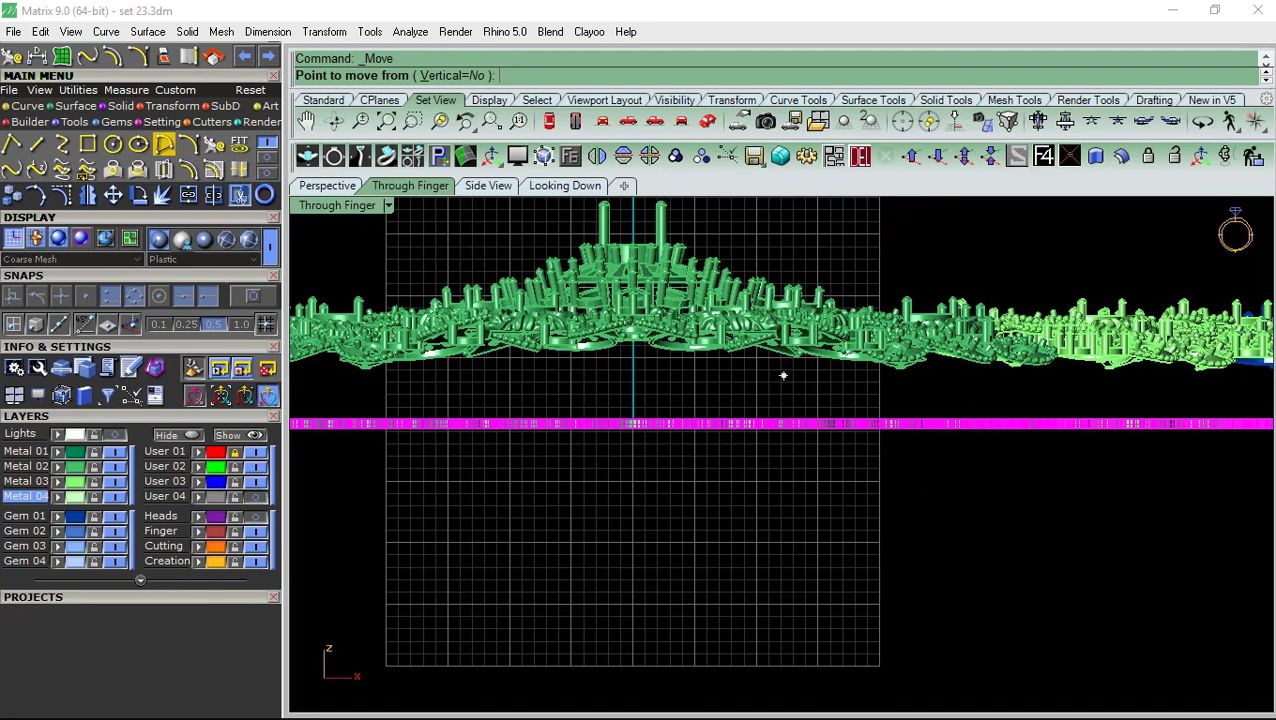 Matrix 9.0 (64-bit) - set 23.3dm
File Edit View Curve Surface Solid Mesh Dimension Transform Tools Analyze Render Rhino 5.0 Blend Clayoo Help
Command: _Move
Point to move from ( Vertical=No ):
MAIN MENU
File View Utilities Measure Custom Reset
Curve Surface Solid Transform SubD Art
Builder Tools Gems Setting Cutters Render
Standard CPlanes Set View Display Select Viewport Layout Visibility Transform Curve Tools Surface Tools Solid Tools Mesh Tools Render Tools Drafting New in V5
Perspective Through Finger Side View Looking Down
Through Finger
DISPLAY
Coarse Mesh Plastic
SNAPS
0.1 0.25 0.5 1.0
INFO & SETTINGS
LAYERS
Lights Hide Show
Metal 01 User 01
Metal 02 User 02
Metal 03 User 03
Metal 04 User 04
Gem 01 Heads
Gem 02 Finger
Gem 03 Cutting
Gem 04 Creation
PROJECTS
z
x